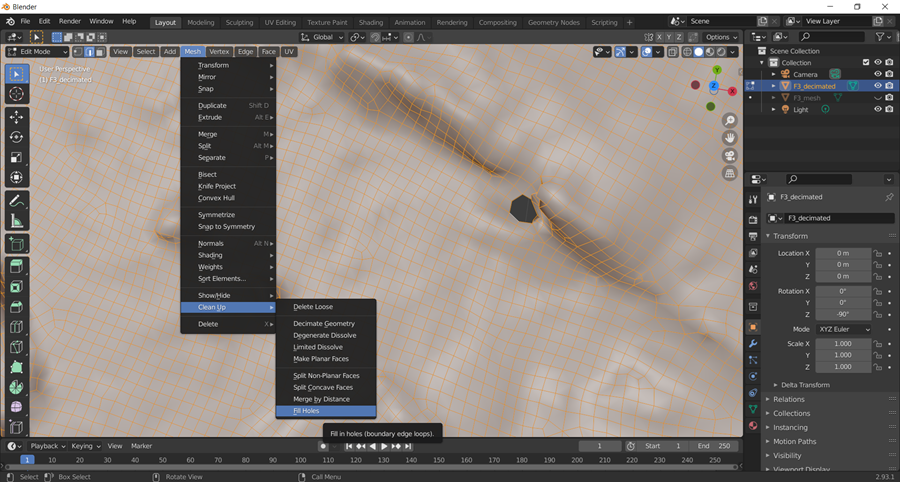 Blender
File Edit Render Window Help
Layout Modeling Sculpting UV Editing Texture Paint Shading Animation Rendering Compositing Geometry Nodes Scripting +
Scene
View Layer
Global
X Y Z
Options
Edit Mode
View Select Add Mesh Vertex Edge Face UV
User Perspective
(1) F3_decimated
Transform
Mirror
Snap
Duplicate Shift D
Extrude Alt E
Merge M
Split Alt M
Separate P
Bisect
Knife Project
Convex Hull
Symmetrize
Snap to Symmetry
Normals Alt N
Shading
Weights
Sort Elements...
Show/Hide
Clean Up
Delete X
Delete Loose
Decimate Geometry
Degenerate Dissolve
Limited Dissolve
Make Planar Faces
Split Non-Planar Faces
Split Concave Faces
Merge by Distance
Fill Holes
Fill in holes (boundary edge loops).
Y
Z
X
Scene Collection
Collection
Camera
F3_decimated
F3_mesh
Light
F3_decimated
F3_decimated
Transform
Location X 0 m
Y 0 m
Z 0 m
Rotation X 0°
Y 0°
Z -90°
Mode XYZ Euler
Scale X 1.000
Y 1.000
Z 1.000
Delta Transform
Relations
Collections
Instancing
Motion Paths
Visibility
Viewport Display
Playback Keying View Marker
1 Start 1 End 250
1 10 20 30 40 50 60 70 80 90 100 110 120 130 140 150 160 170 180 190 200 210 220 230 240 250
Select Box Select Rotate View Call Menu 2.93.1